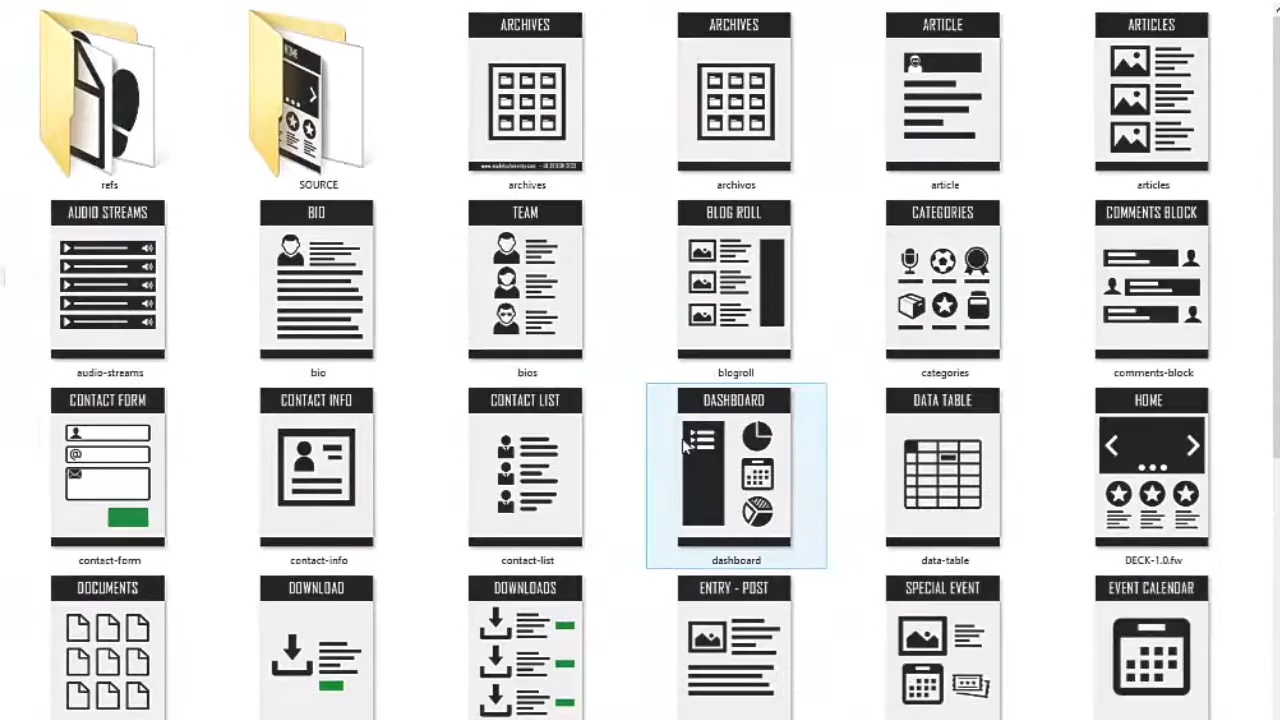 ARCHIVES
ARCHIVES
ARTICLE
ARTICLES
refs
SOURCE
archives
archivos
article
articles
AUDIO STREAMS
BIO
TEAM
BLOG ROLL
CATEGORIES
COMMENTS BLOCK
audio-streams
bio
bios
blogroll
categories
comments-block
CONTACT FORM
CONTACT INFO
CONTACT LIST
DASHBOARD
DATA TABLE
HOME
@
contact-form
contact-info
contact-list
dashboard
data-table
DECK-1.0.fw
DOCUMENTS
DOWNLOAD
DOWNLOADS
ENTRY - POST
SPECIAL EVENT
EVENT CALENDAR